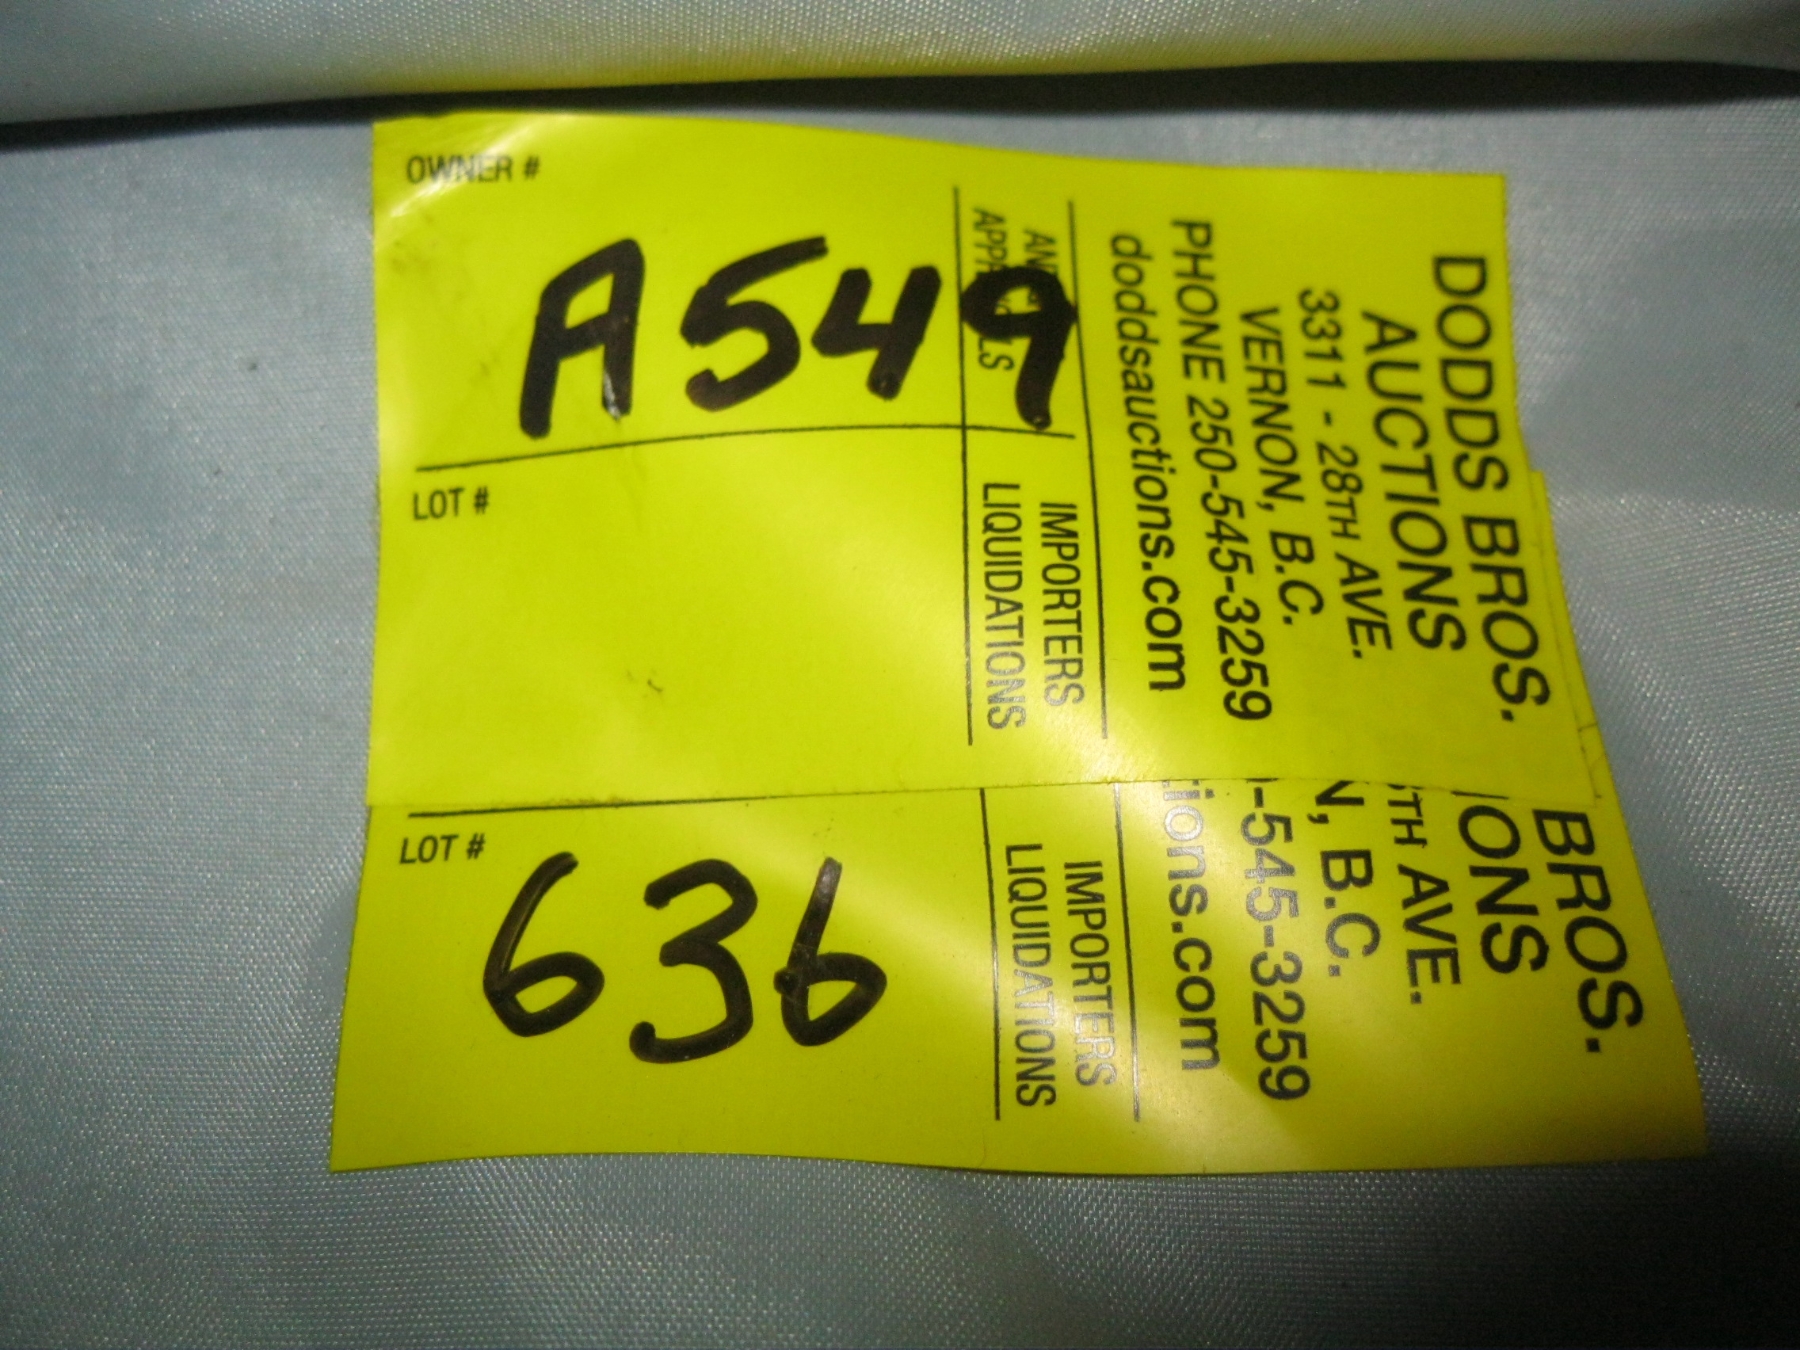 OWNER #
A549
LOT #
IMPORTERS
LIQUIDATIONS
DODDS BROS.
AUCTIONS
3311 - 28TH AVE.
VERNON, B.C.
PHONE 250-545-3259
doddsauctions.com
LOT #
636
IMPORTERS
LIQUIDATIONS
BROS.
IONS
TH AVE.
N, B.C.
-545-3259
tions.com